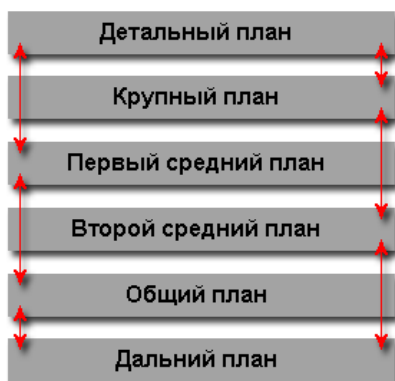 Детальный план
Крупный план
Первый средний план
Второй средний план
Общий план
Дальний план